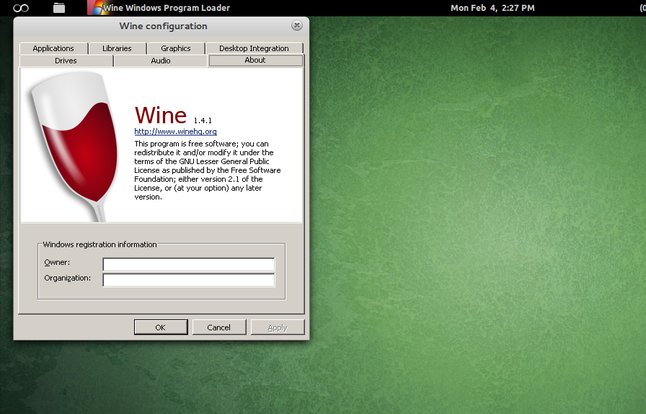 Wine Windows Program Loader
Mon Feb 4, 2:27 PM
(0
Wine configuration
Applications
Libraries
Graphics
Desktop Integration
Drives
Audio
About
Wine 1.4.1
http://www.winehq.org
This program is free software; you can
redistribute it and/or modify it under the
terms of the GNU Lesser General Public
License as published by the Free Software
Foundation; either version 2.1 of the
License, or (at your option) any later
version.
Windows registration information
Owner:
Organization:
OK
Cancel
Apply